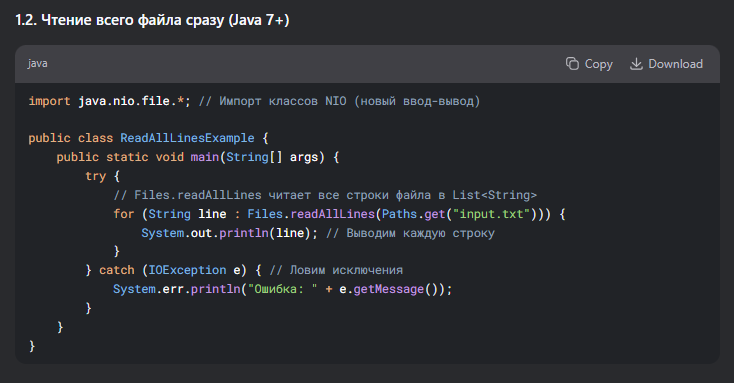 1.2. Чтение всего файла сразу (Java 7+)
java
Copy
Download
import java.nio.file.*; // Импорт классов NIO (новый ввод-вывод)
public class ReadAllLinesExample {
    public static void main(String[] args) {
        try {
            // Files.readAllLines читает все строки файла в List<String>
            for (String line : Files.readAllLines(Paths.get("input.txt"))) {
                System.out.println(line); // Выводим каждую строку
            }
        } catch (IOException e) { // Ловим исключения
            System.err.println("Ошибка: " + e.getMessage());
        }
    }
}